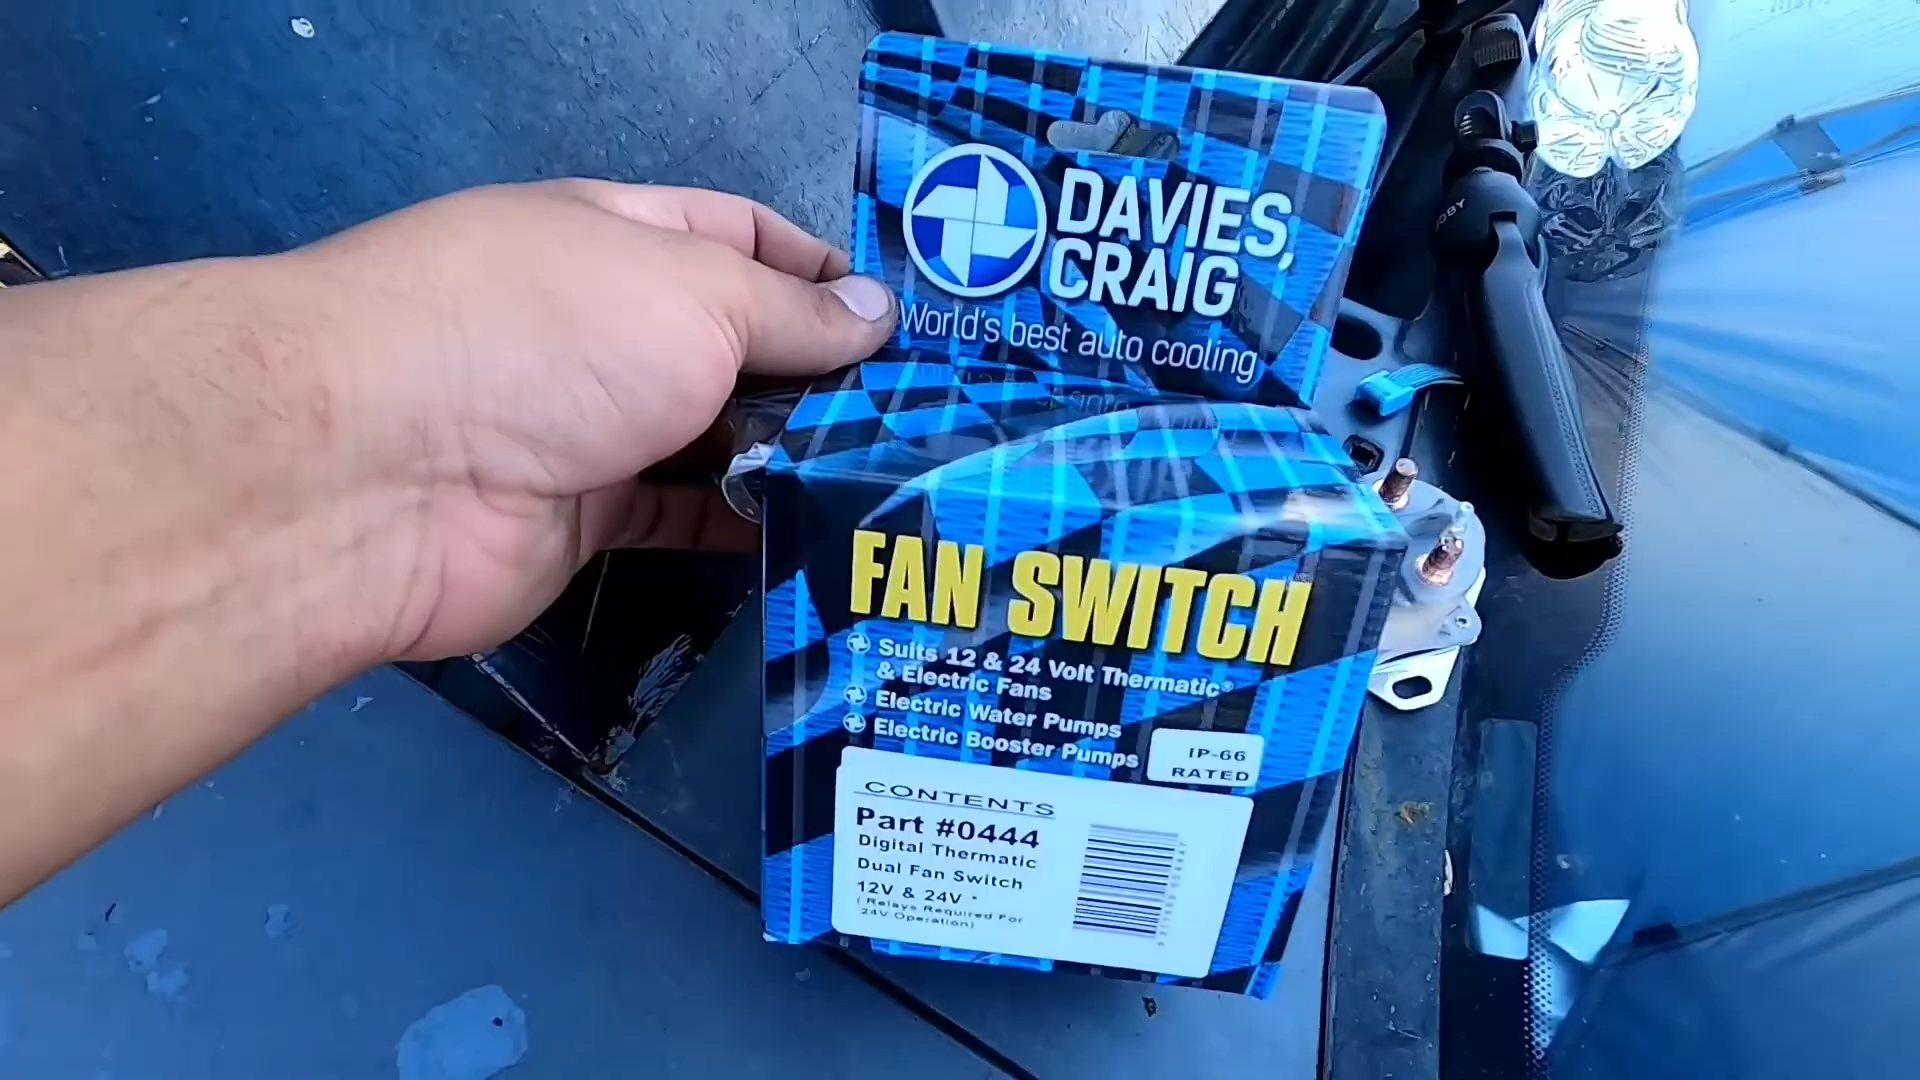 DAVIES,
CRAIG
World's best auto cooling
FAN SWITCH
Suits 12 & 24 Volt Thermatic®
& Electric Fans
Electric Water Pumps
Electric Booster Pumps
IP-66
RATED
CONTENTS
Part #0444
Digital Thermatic
Dual Fan Switch
12V & 24V *
( Relays Required For
24V Operation)